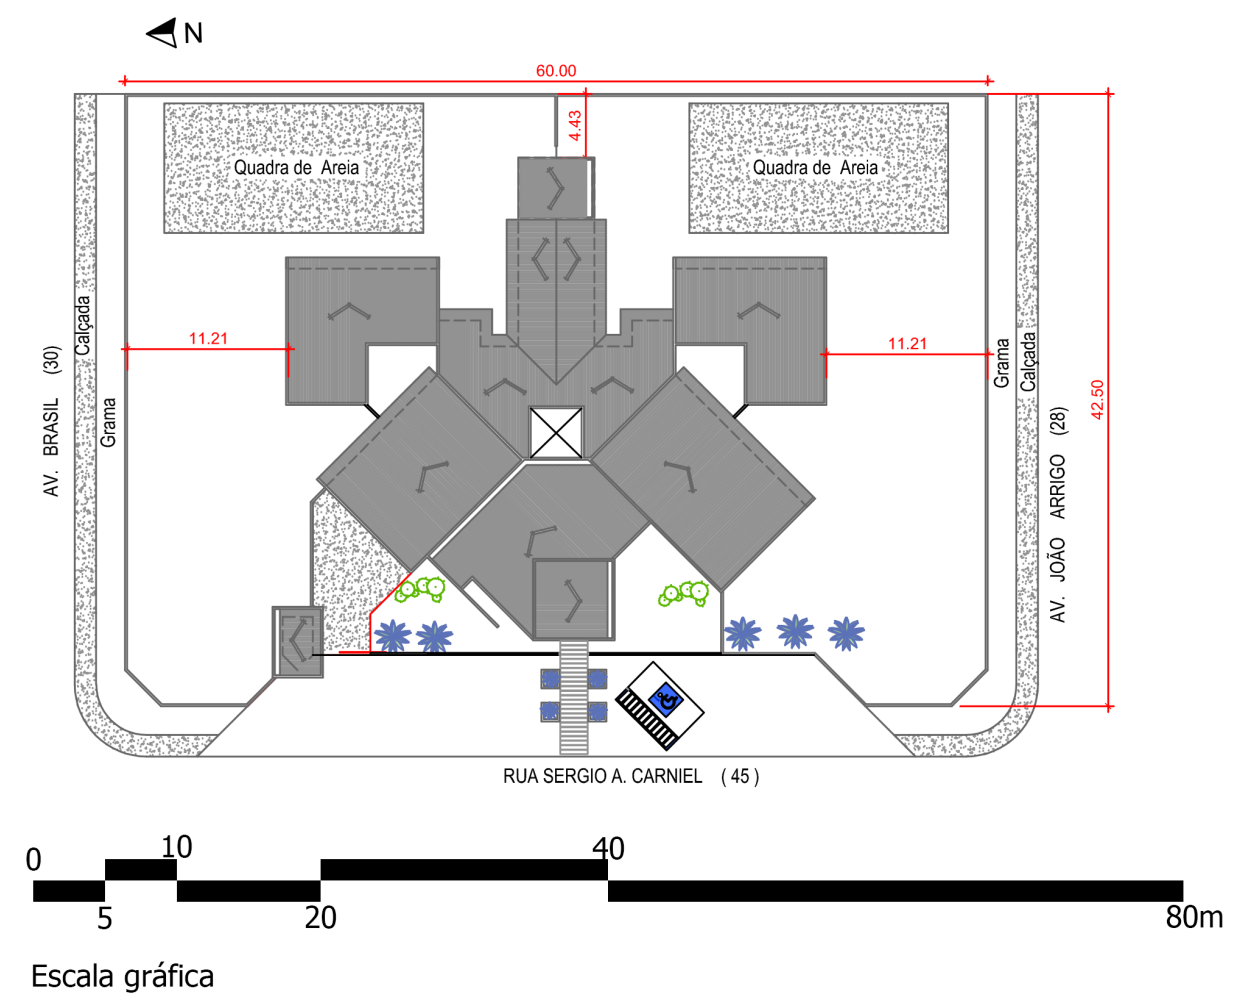 N
60.00
4.43
Quadra de Areia
Quadra de Areia
11.21
11.21
42.50
Calçada
Grama
AV. BRASIL (30)
Grama
Calçada
AV. JOÃO ARRIGO (28)
RUA SERGIO A. CARNIEL ( 45 )
0
10
40
5
20
80m
Escala gráfica